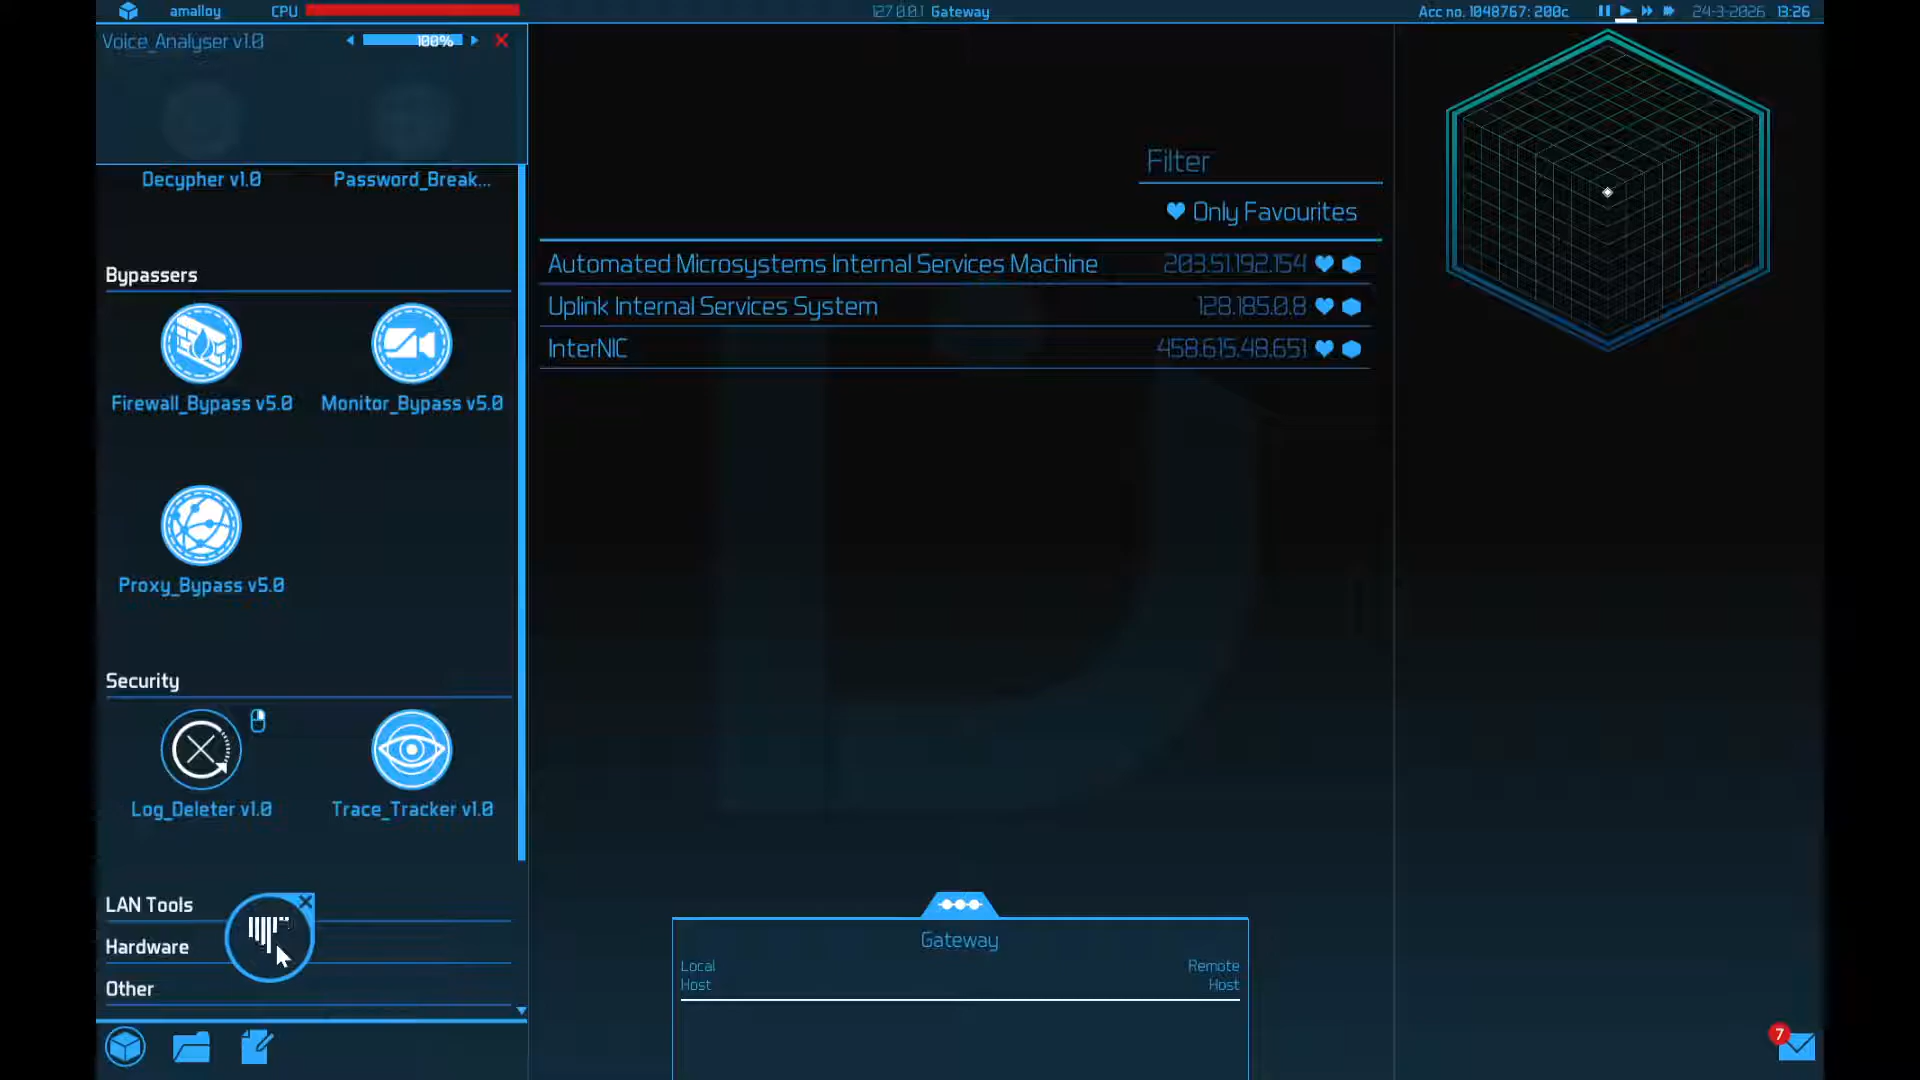 amalloy
CPU
127.0.0.1 Gateway
Acc no. 1048767: 200c
24-3-2026 13:26
Voice_Analyser v1.0
100%
Decypher v1.0
Password_Break...
Filter
Only Favourites
Automated Microsystems Internal Services Machine 203.51.192.154
Uplink Internal Services System 128.185.0.8
InterNIC 458.615.48.651
Bypassers
Firewall_Bypass v5.0
Monitor_Bypass v5.0
Proxy_Bypass v5.0
Security
Log_Deleter v1.0
Trace_Tracker v1.0
LAN Tools
Hardware
Other
Gateway
Local Host
Remote Host
7